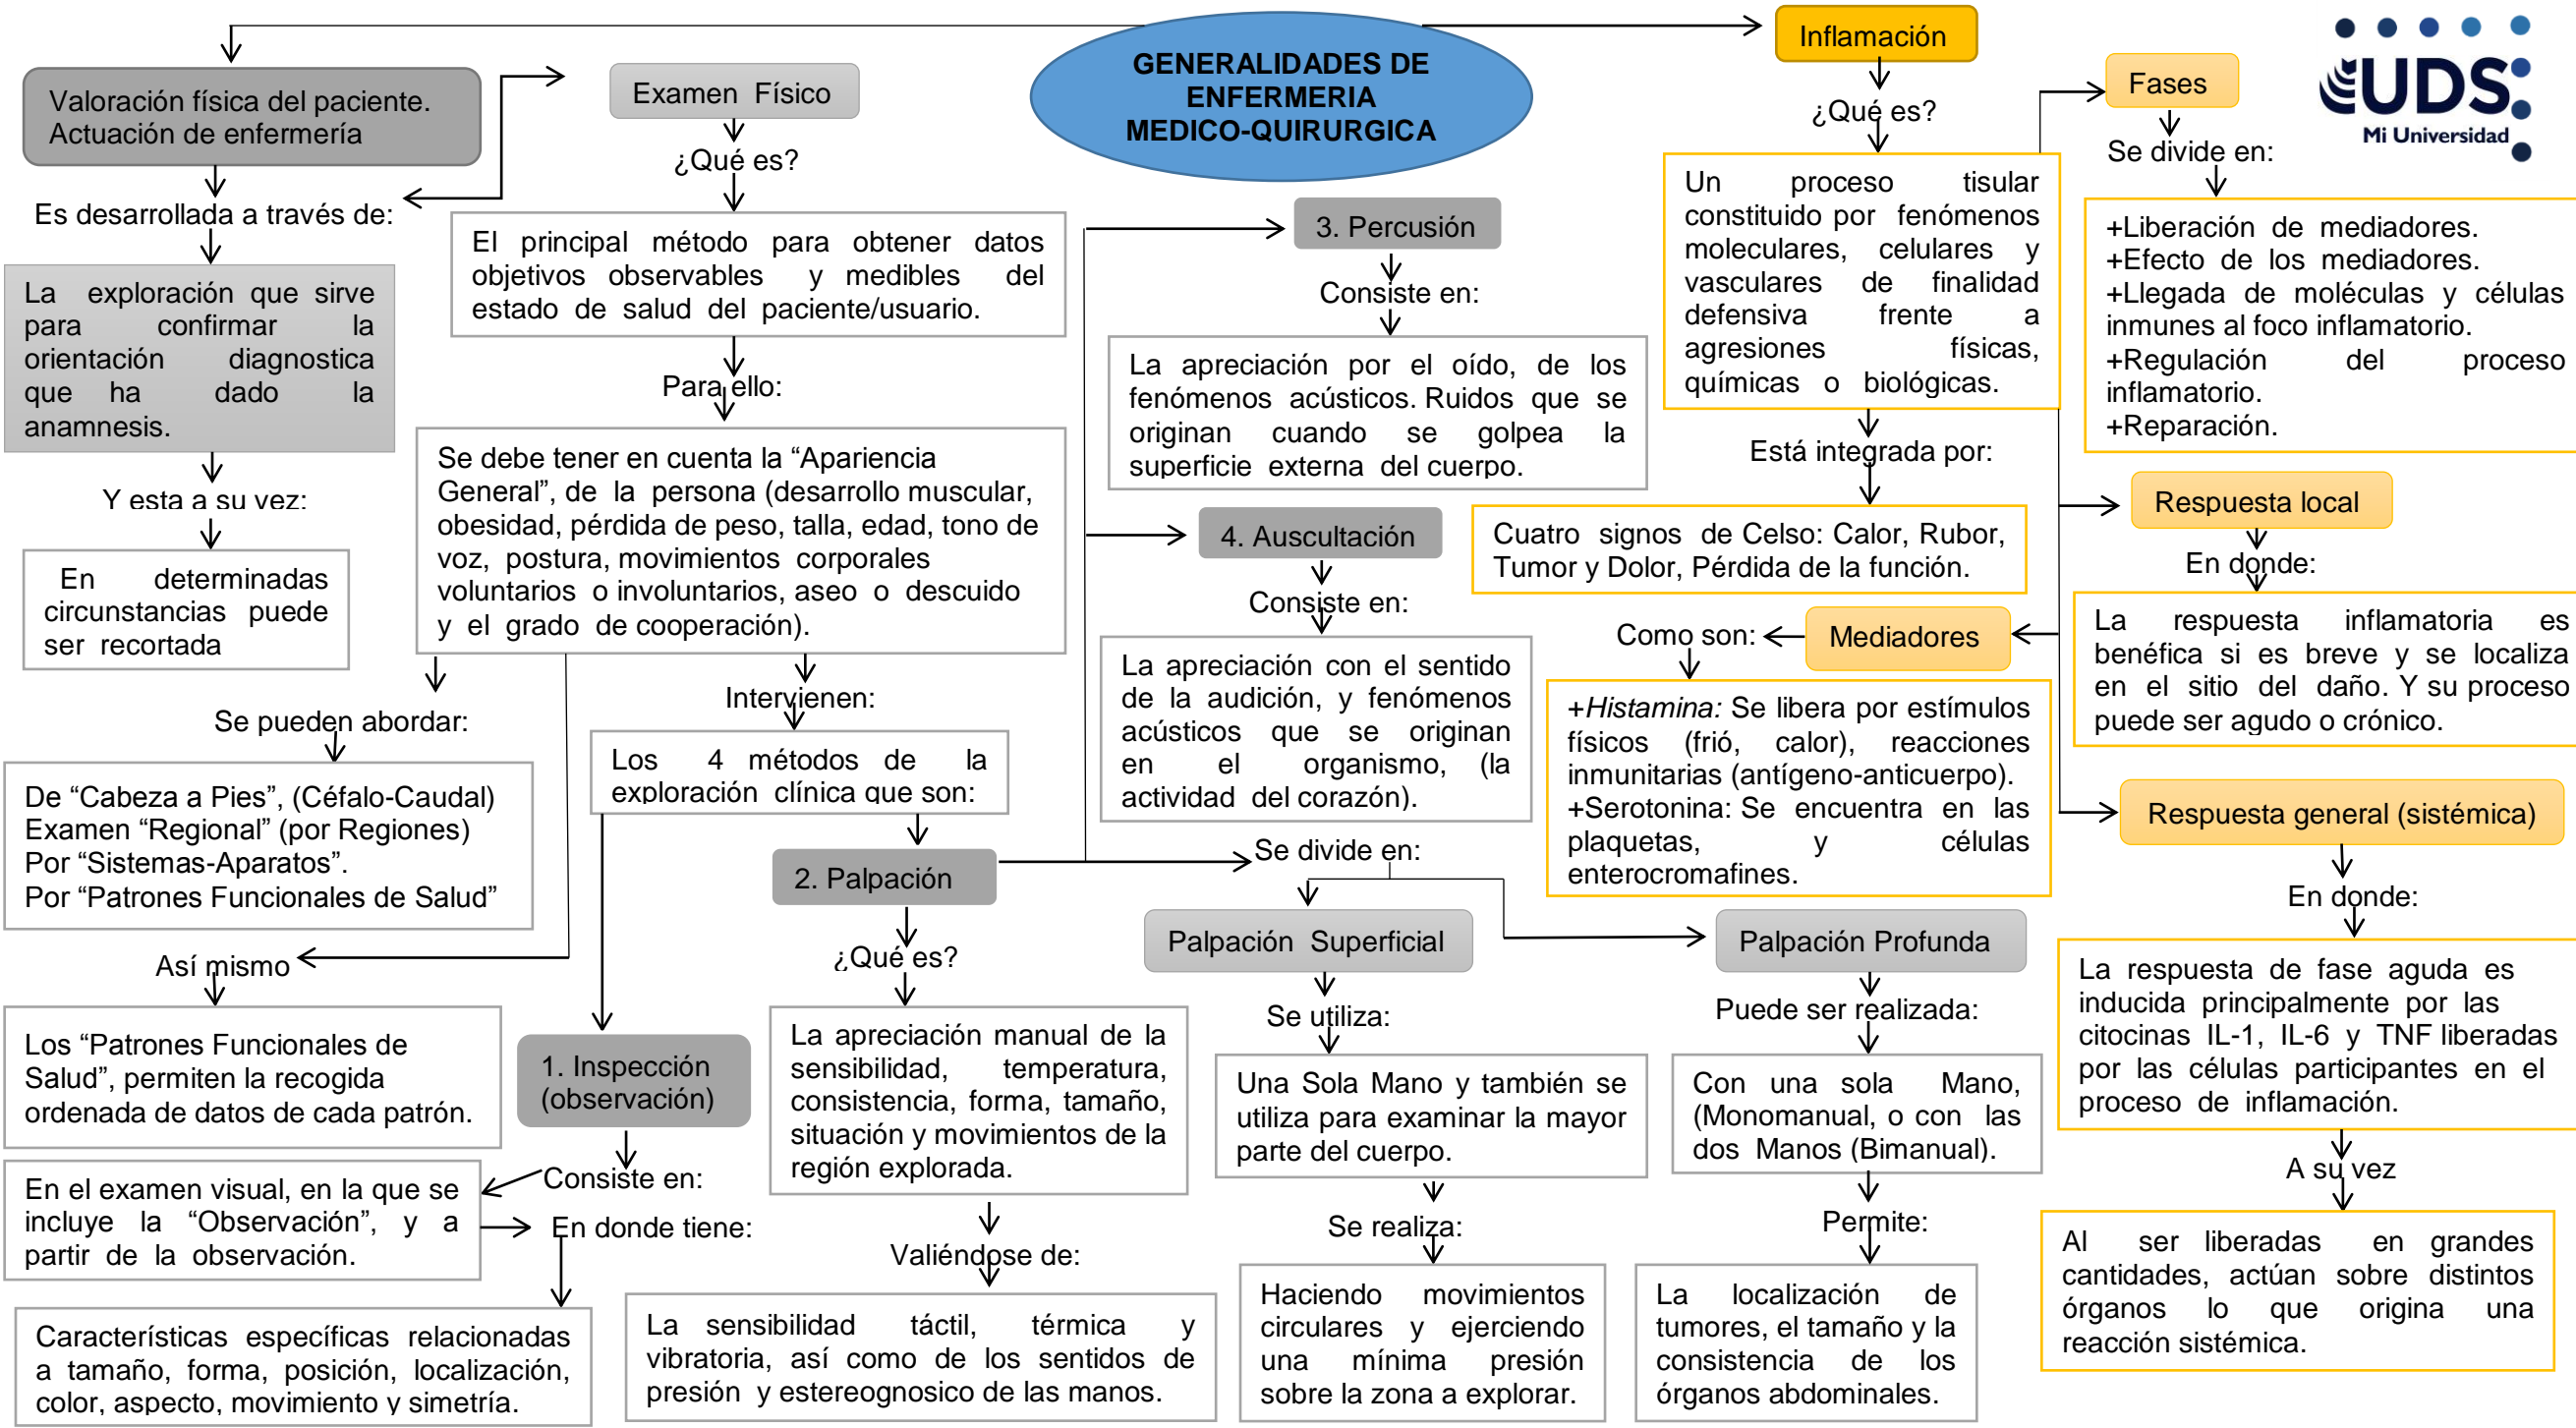 GENERALIDADES DE
ENFERMERIA
MEDICO-QUIRURGICA
Valoración física del paciente.
Actuación de enfermería
Es desarrollada a través de:
La exploración que sirve
para confirmar la
orientación diagnostica
que ha dado la
anamnesis.
Y esta a su vez:
En determinadas
circunstancias puede
ser recortada
Examen Físico
¿Qué es?
El principal método para obtener datos
objetivos observables y medibles del
estado de salud del paciente/usuario.
Para ello:
Se debe tener en cuenta la “Apariencia
General”, de la persona (desarrollo muscular,
obesidad, pérdida de peso, talla, edad, tono de
voz, postura, movimientos corporales
voluntarios o involuntarios, aseo o descuido
y el grado de cooperación).
Se pueden abordar:
De “Cabeza a Pies”, (Céfalo-Caudal)
Examen “Regional” (por Regiones)
Por “Sistemas-Aparatos”.
Por “Patrones Funcionales de Salud”
Así mismo
Los “Patrones Funcionales de
Salud”, permiten la recogida
ordenada de datos de cada patrón.
Intervienen:
Los 4 métodos de la
exploración clínica que son:
1. Inspección
(observación)
Consiste en:
En el examen visual, en la que se
incluye la “Observación”, y a
partir de la observación.
En donde tiene:
Características específicas relacionadas
a tamaño, forma, posición, localización,
color, aspecto, movimiento y simetría.
2. Palpación
¿Qué es?
La apreciación manual de la
sensibilidad, temperatura,
consistencia, forma, tamaño,
situación y movimientos de la
región explorada.
Valiéndose de:
La sensibilidad táctil, térmica y
vibratoria, así como de los sentidos de
presión y estereognosico de las manos.
Se divide en:
Palpación Superficial
Se utiliza:
Una Sola Mano y también se
utiliza para examinar la mayor
parte del cuerpo.
Se realiza:
Haciendo movimientos
circulares y ejerciendo
una mínima presión
sobre la zona a explorar.
Palpación Profunda
Puede ser realizada:
Con una sola Mano,
(Monomanual, o con las
dos Manos (Bimanual).
Permite:
La localización de
tumores, el tamaño y la
consistencia de los
órganos abdominales.
3. Percusión
Consiste en:
La apreciación por el oído, de los
fenómenos acústicos. Ruidos que se
originan cuando se golpea la
superficie externa del cuerpo.
4. Auscultación
Consiste en:
La apreciación con el sentido
de la audición, y fenómenos
acústicos que se originan
en el organismo, (la
actividad del corazón).
Inflamación
¿Qué es?
Un proceso tisular
constituido por fenómenos
moleculares, celulares y
vasculares de finalidad
defensiva frente a
agresiones físicas,
químicas o biológicas.
Está integrada por:
Cuatro signos de Celso: Calor, Rubor,
Tumor y Dolor, Pérdida de la función.
Mediadores
Como son:
+Histamina: Se libera por estímulos
físicos (frió, calor), reacciones
inmunitarias (antígeno-anticuerpo).
+Serotonina: Se encuentra en las
plaquetas, y células
enterocromafines.
Fases
Se divide en:
+Liberación de mediadores.
+Efecto de los mediadores.
+Llegada de moléculas y células
inmunes al foco inflamatorio.
+Regulación del proceso
inflamatorio.
+Reparación.
Respuesta local
En donde:
La respuesta inflamatoria es
benéfica si es breve y se localiza
en el sitio del daño. Y su proceso
puede ser agudo o crónico.
Respuesta general (sistémica)
En donde:
La respuesta de fase aguda es
inducida principalmente por las
citocinas IL-1, IL-6 y TNF liberadas
por las células participantes en el
proceso de inflamación.
A su vez
Al ser liberadas en grandes
cantidades, actúan sobre distintos
órganos lo que origina una
reacción sistémica.
UDS
Mi Universidad